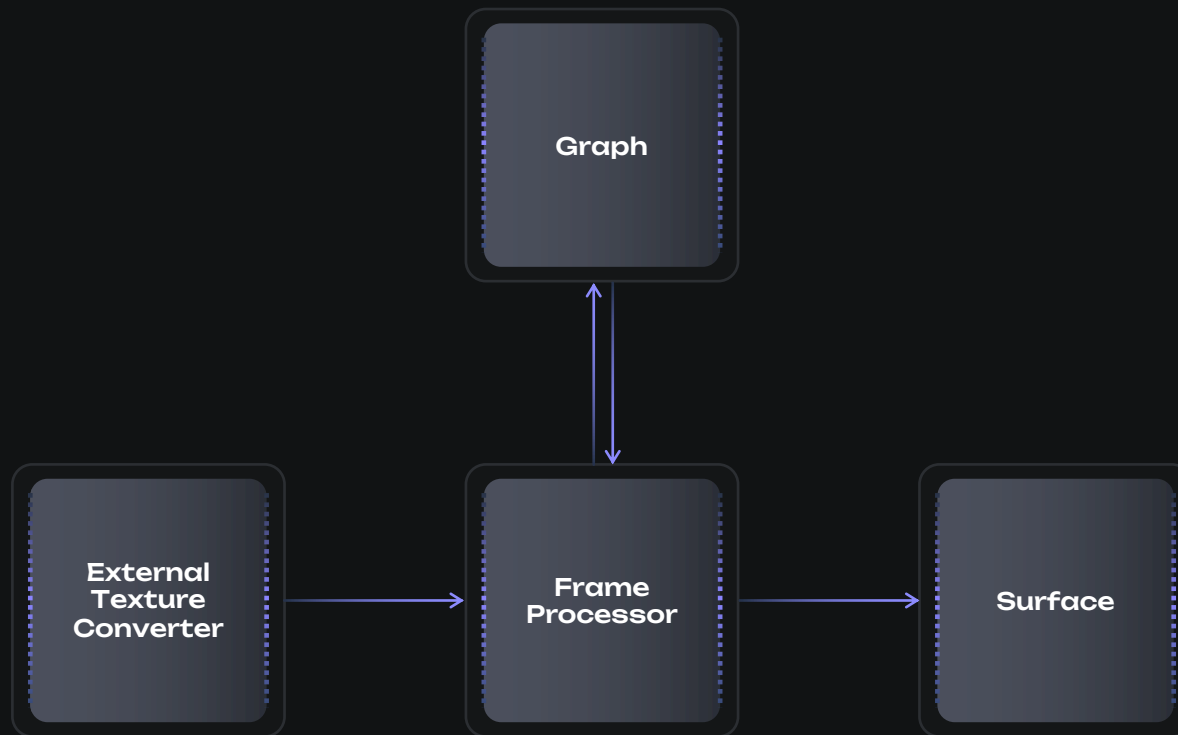 Graph
External
Texture
Converter
Frame
Processor
Surface